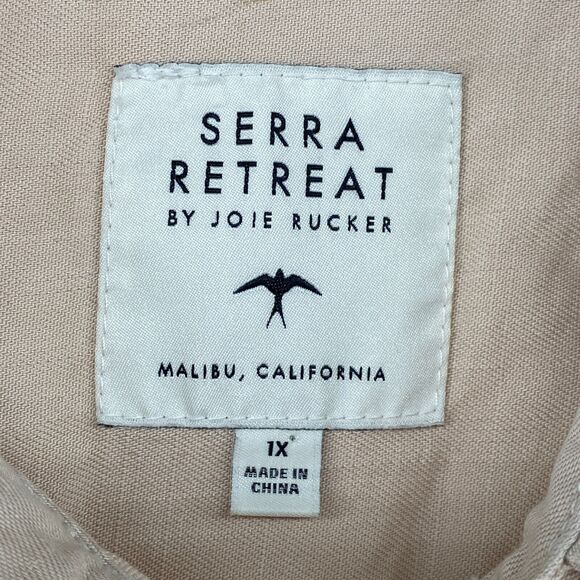 SERRA
RETREAT
BY JOIE RUCKER
MALIBU, CALIFORNIA
1X
MADE IN
CHINA